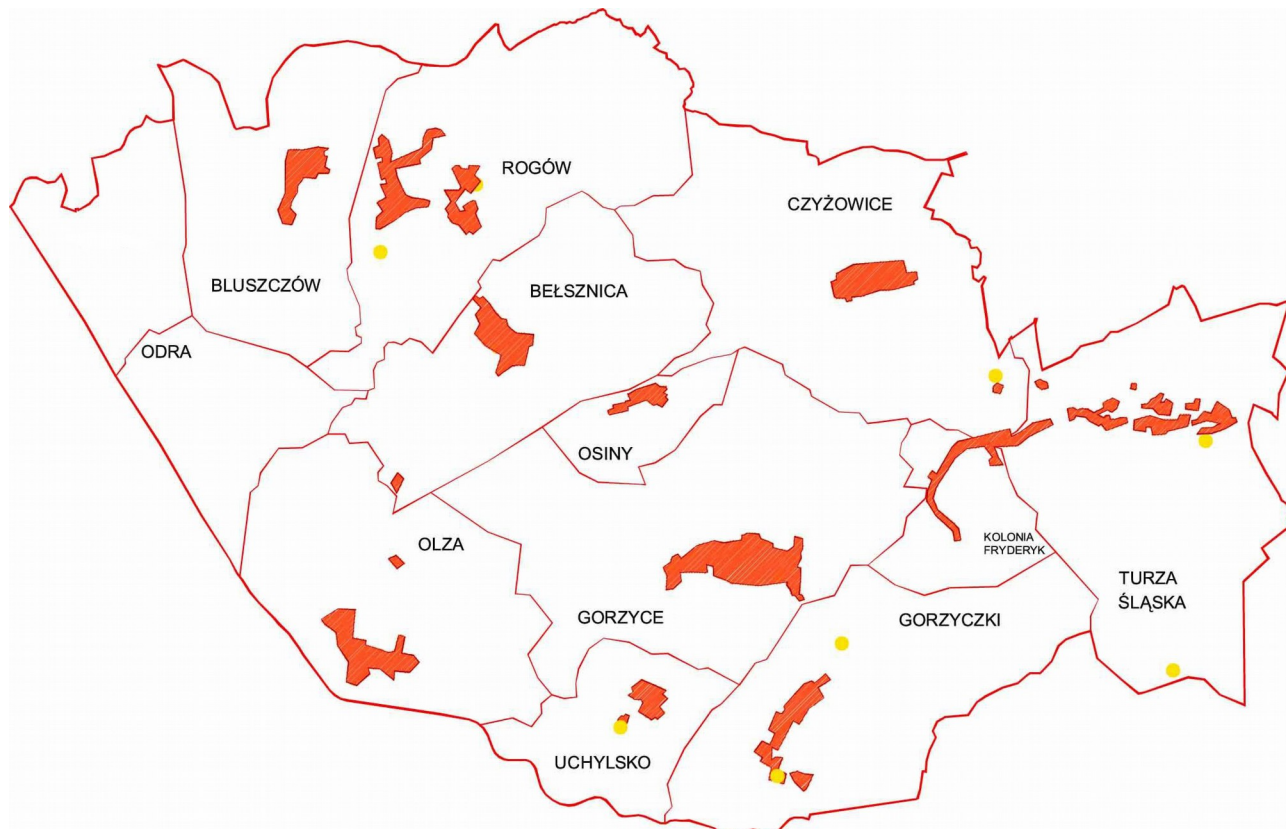 ROGÓW
CZYŻOWICE
BLUSZCZÓW
BEŁSZNICA
ODRA
OSINY
OLZA
KOLONIA
FRYDERYK
TURZA
ŚLĄSKA
GORZYCE
GORZYCZKI
UCHYLSKO